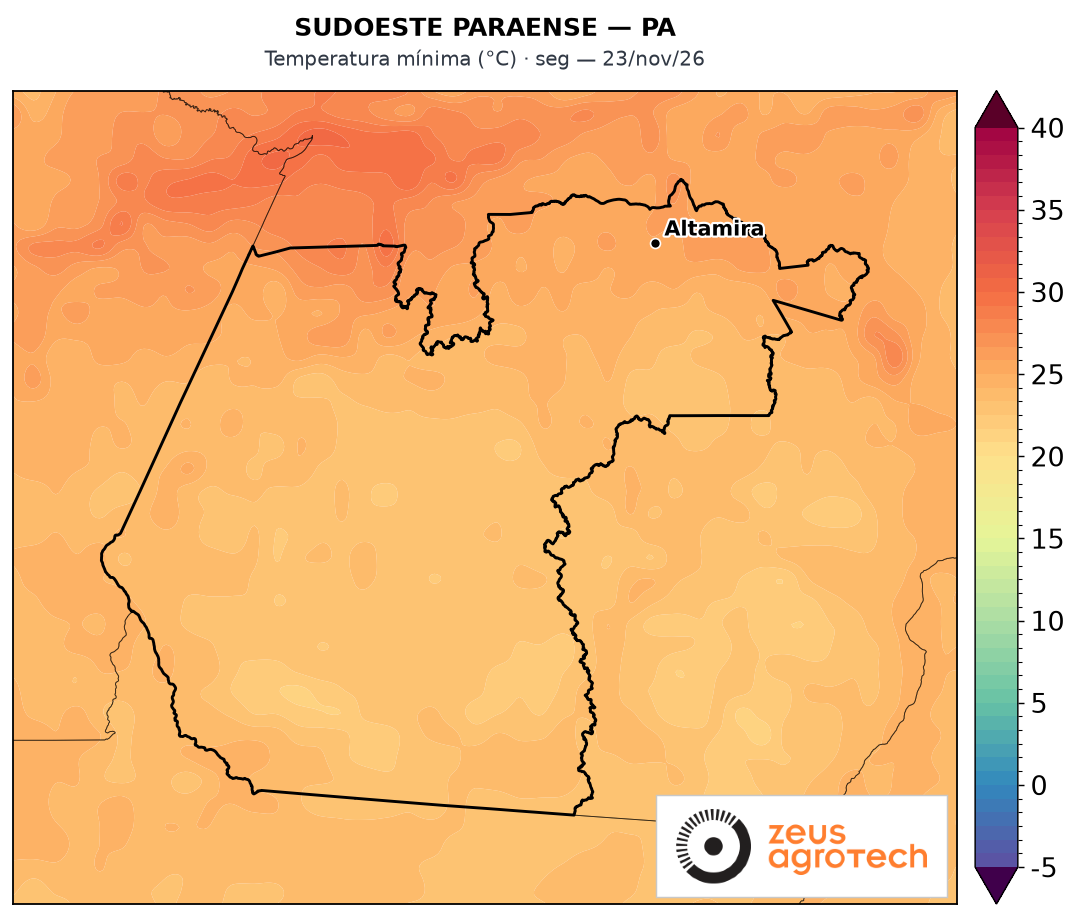 SUDOESTE PARAENSE — PA
Temperatura mínima (°C) · seg — 23/nov/26
Altamira
40
35
30
25
20
15
10
5
0
-5
zeus
agrotech